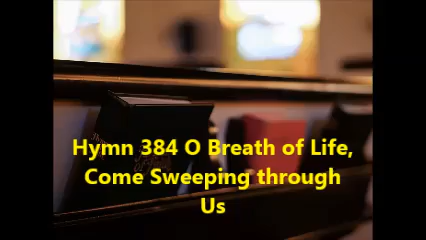 Hymn 384 O Breath of Life,
Come Sweeping through
Us